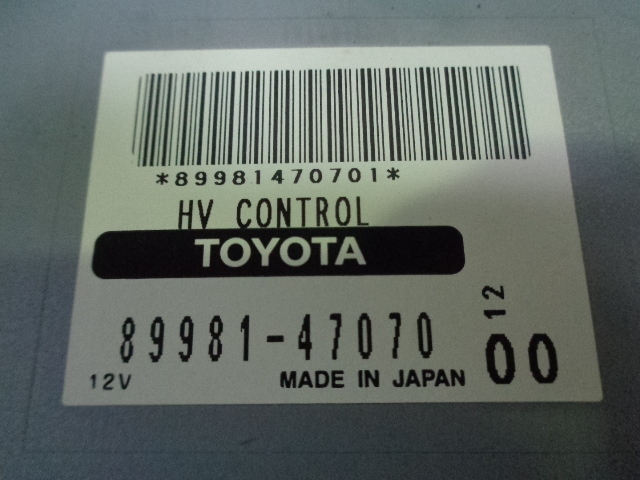 *89981470701*
HV CONTROL
TOYOTA
89981-47070
12
00
12V
MADE IN JAPAN